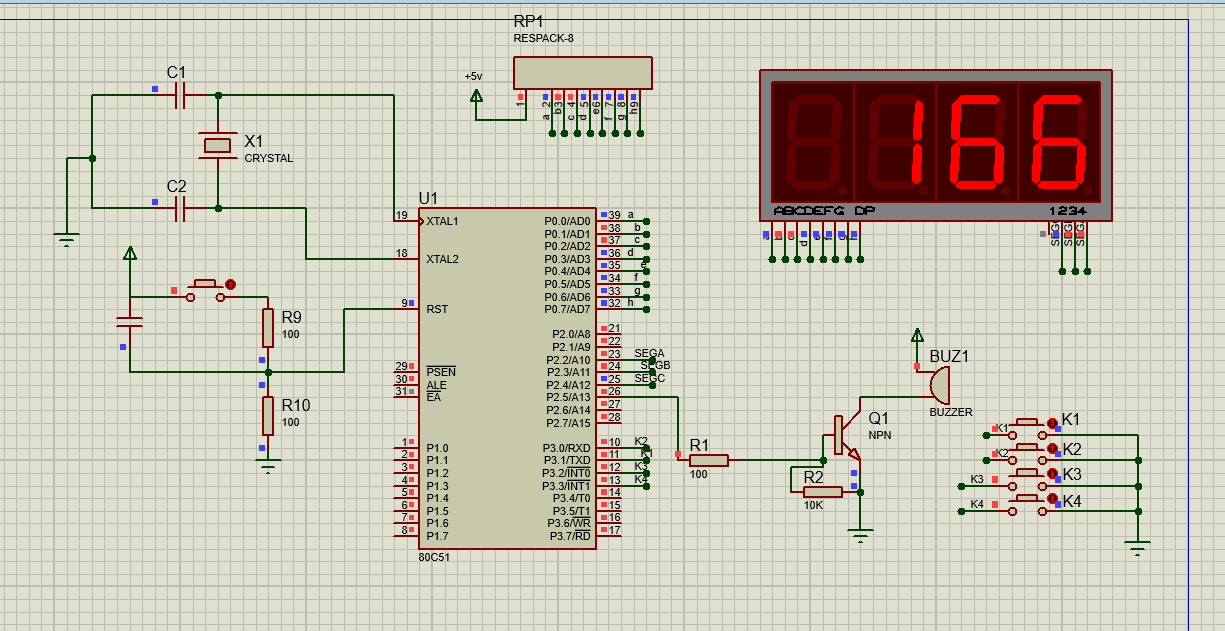 RP1
RESPACK-8
+5v
1
2
3
4
5
6
7
8
9
a
b
c
d
e
f
g
h
C1
X1
CRYSTAL
C2
166
ABCDEFG DP
1234
a
d
U1
19 XTAL1
18 XTAL2
9 RST
29 PSEN
30 ALE
31 EA
1 P1.0
2 P1.1
3 P1.2
4 P1.3
5 P1.4
6 P1.5
7 P1.6
8 P1.7
P0.0/AD0 39 a
P0.1/AD1 38 b
P0.2/AD2 37 c
P0.3/AD3 36 d
P0.4/AD4 35 e
P0.5/AD5 34 f
P0.6/AD6 33 g
P0.7/AD7 32 h
P2.0/A8 21
P2.1/A9 22
P2.2/A10 23 SEGA
P2.3/A11 24 SEGB
P2.4/A12 25 SEGC
P2.5/A13 26
P2.6/A14 27
P2.7/A15 28
P3.0/RXD 10 K2
P3.1/TXD 11 K1
P3.2/INT0 12 K3
P3.3/INT1 13 K4
P3.4/T0 14
P3.5/T1 15
P3.6/WR 16
P3.7/RD 17
80C51
R9
100
R10
100
R1
100
R2
10K
Q1
NPN
BUZ1
BUZZER
K1 K1
K2 K2
K3 K3
K4 K4